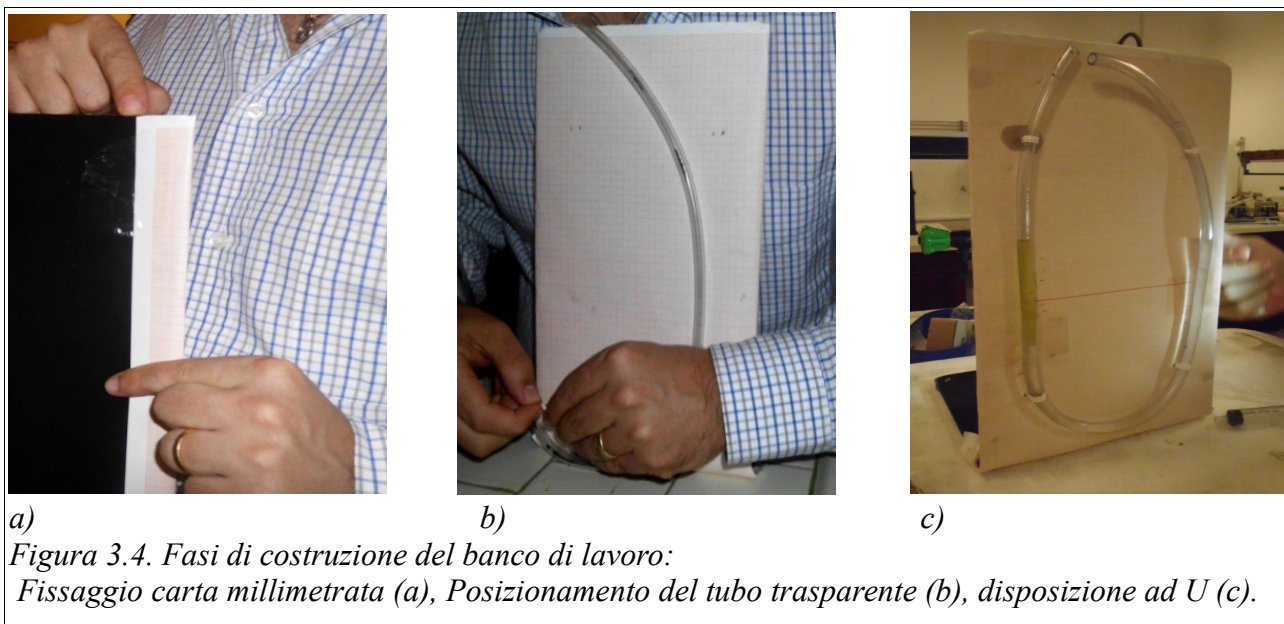 a) b) c)
Figura 3.4. Fasi di costruzione del banco di lavoro:
Fissaggio carta millimetrata (a), Posizionamento del tubo trasparente (b), disposizione ad U (c).